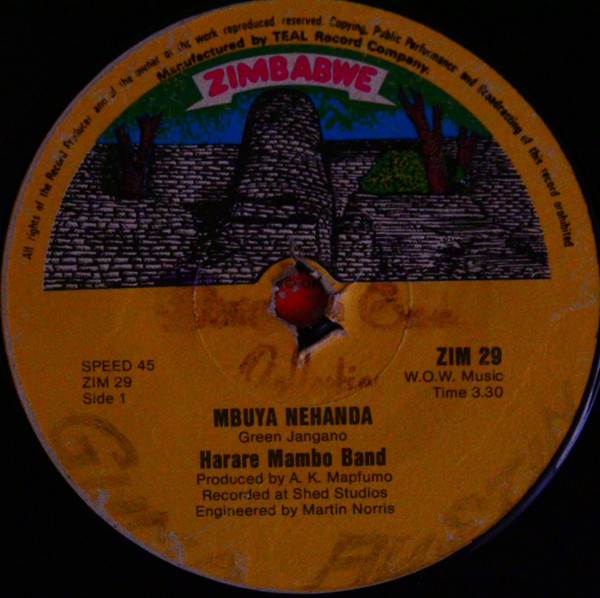 All rights of the Record Producer and of the owner of the work reproduced reserved. Copying, Public Performance and Broadcasting of this record prohibited
Manufactured by TEAL Record Company.
ZIMBABWE
SPEED 45
ZIM 29
Side 1
ZIM 29
W.O.W. Music
Time 3.30
MBUYA NEHANDA
Green Jangano
Harare Mambo Band
Produced by A. K. Mapfumo
Recorded at Shed Studios
Engineered by Martin Norris